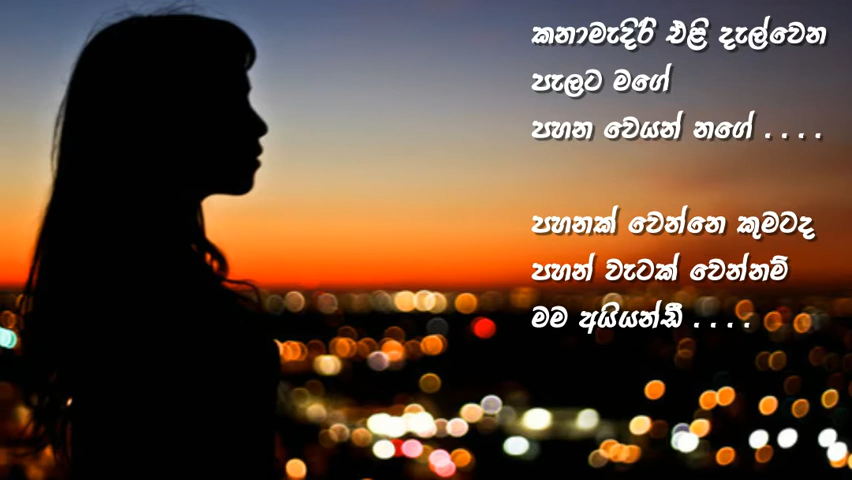 කනාමැදිරි එළි දැල්වෙන
පැලට මගේ
පහන වෙයන් නගේ . . . .
පහනක් වෙන්නෙ කුමටද
පහන් වැටක් වෙන්නම්
මම අයියන්ඩී . . . .